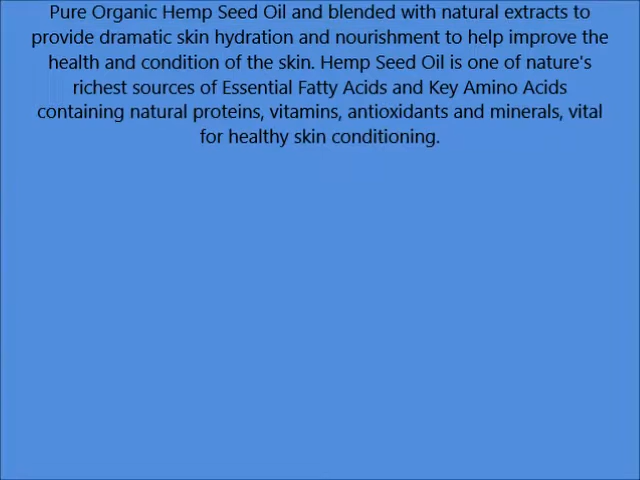 Pure Organic Hemp Seed Oil and blended with natural extracts to
provide dramatic skin hydration and nourishment to help improve the
health and condition of the skin. Hemp Seed Oil is one of nature's
richest sources of Essential Fatty Acids and Key Amino Acids
containing natural proteins, vitamins, antioxidants and minerals, vital
for healthy skin conditioning.